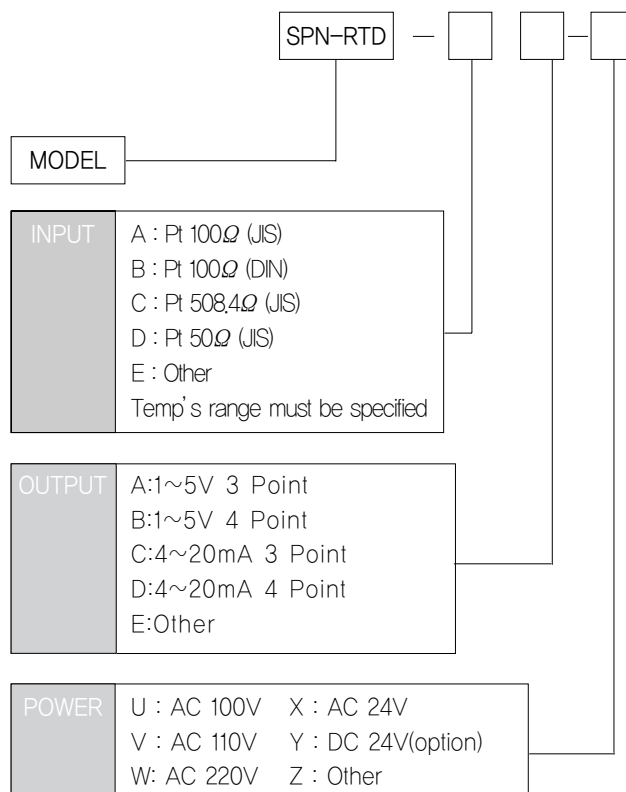 SPN-RTD —  –
MODEL
INPUT
A : Pt 100Ω (JIS)
B : Pt 100Ω (DIN)
C : Pt 508.4Ω (JIS)
D : Pt 50Ω (JIS)
E : Other
Temp's range must be specified
OUTPUT
A:1~5V 3 Point
B:1~5V 4 Point
C:4~20mA 3 Point
D:4~20mA 4 Point
E:Other
POWER
U : AC 100V X : AC 24V
V : AC 110V Y : DC 24V(option)
W: AC 220V Z : Other